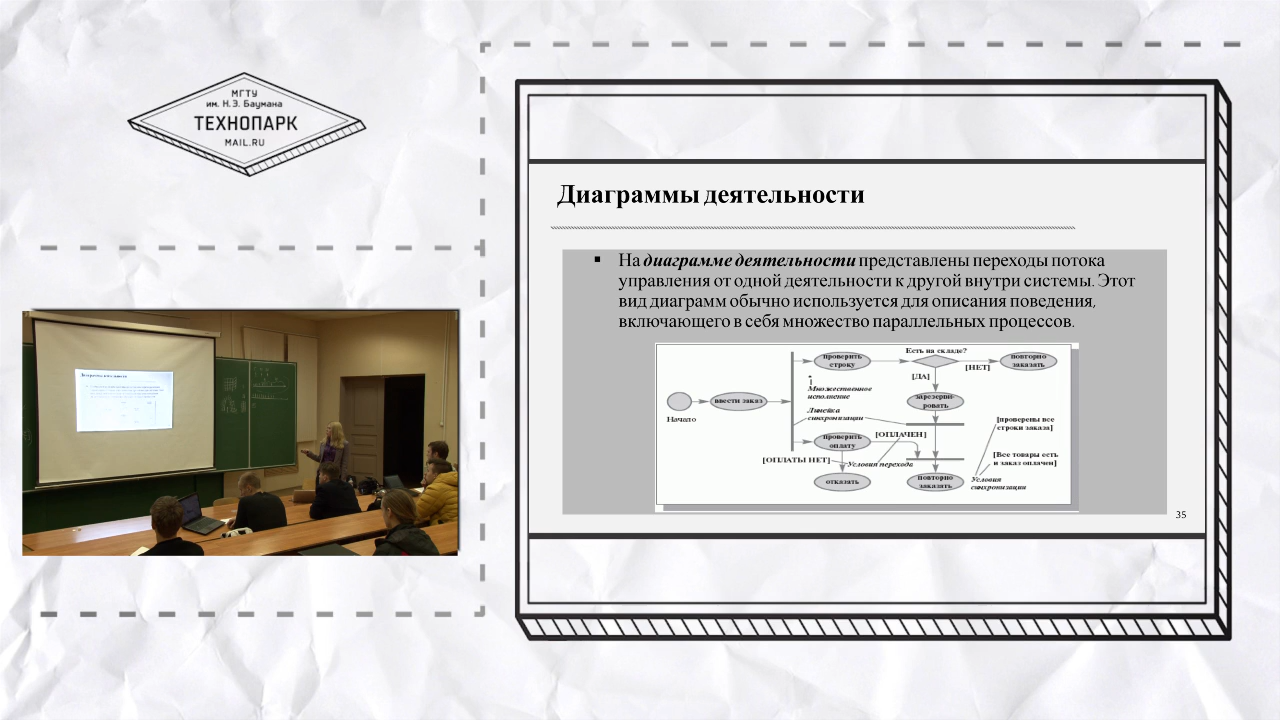 МГТУ
им. Н.Э. Баумана
ТЕХНОПАРК
MAIL.RU
Диаграммы деятельности
▪ На диаграмме деятельности представлены переходы потока
управления от одной деятельности к другой внутри системы. Этот
вид диаграмм обычно используется для описания поведения,
включающего в себя множество параллельных процессов.
Есть на складе?
проверить
строку
повторно
заказать
[НЕТ]
[ДА]
*
Множественное
исполнение
ввести заказ
зарезерви-
ровать
Начало
Линейка
синхронизации
[проверены все
строки заказа]
проверить
оплату
[ОПЛАЧЕН]
[ОПЛАТЫ НЕТ]
Условия перехода
[Все товары есть
и заказ оплачен]
отказать
повторно
заказать
Условия
синхронизации
35